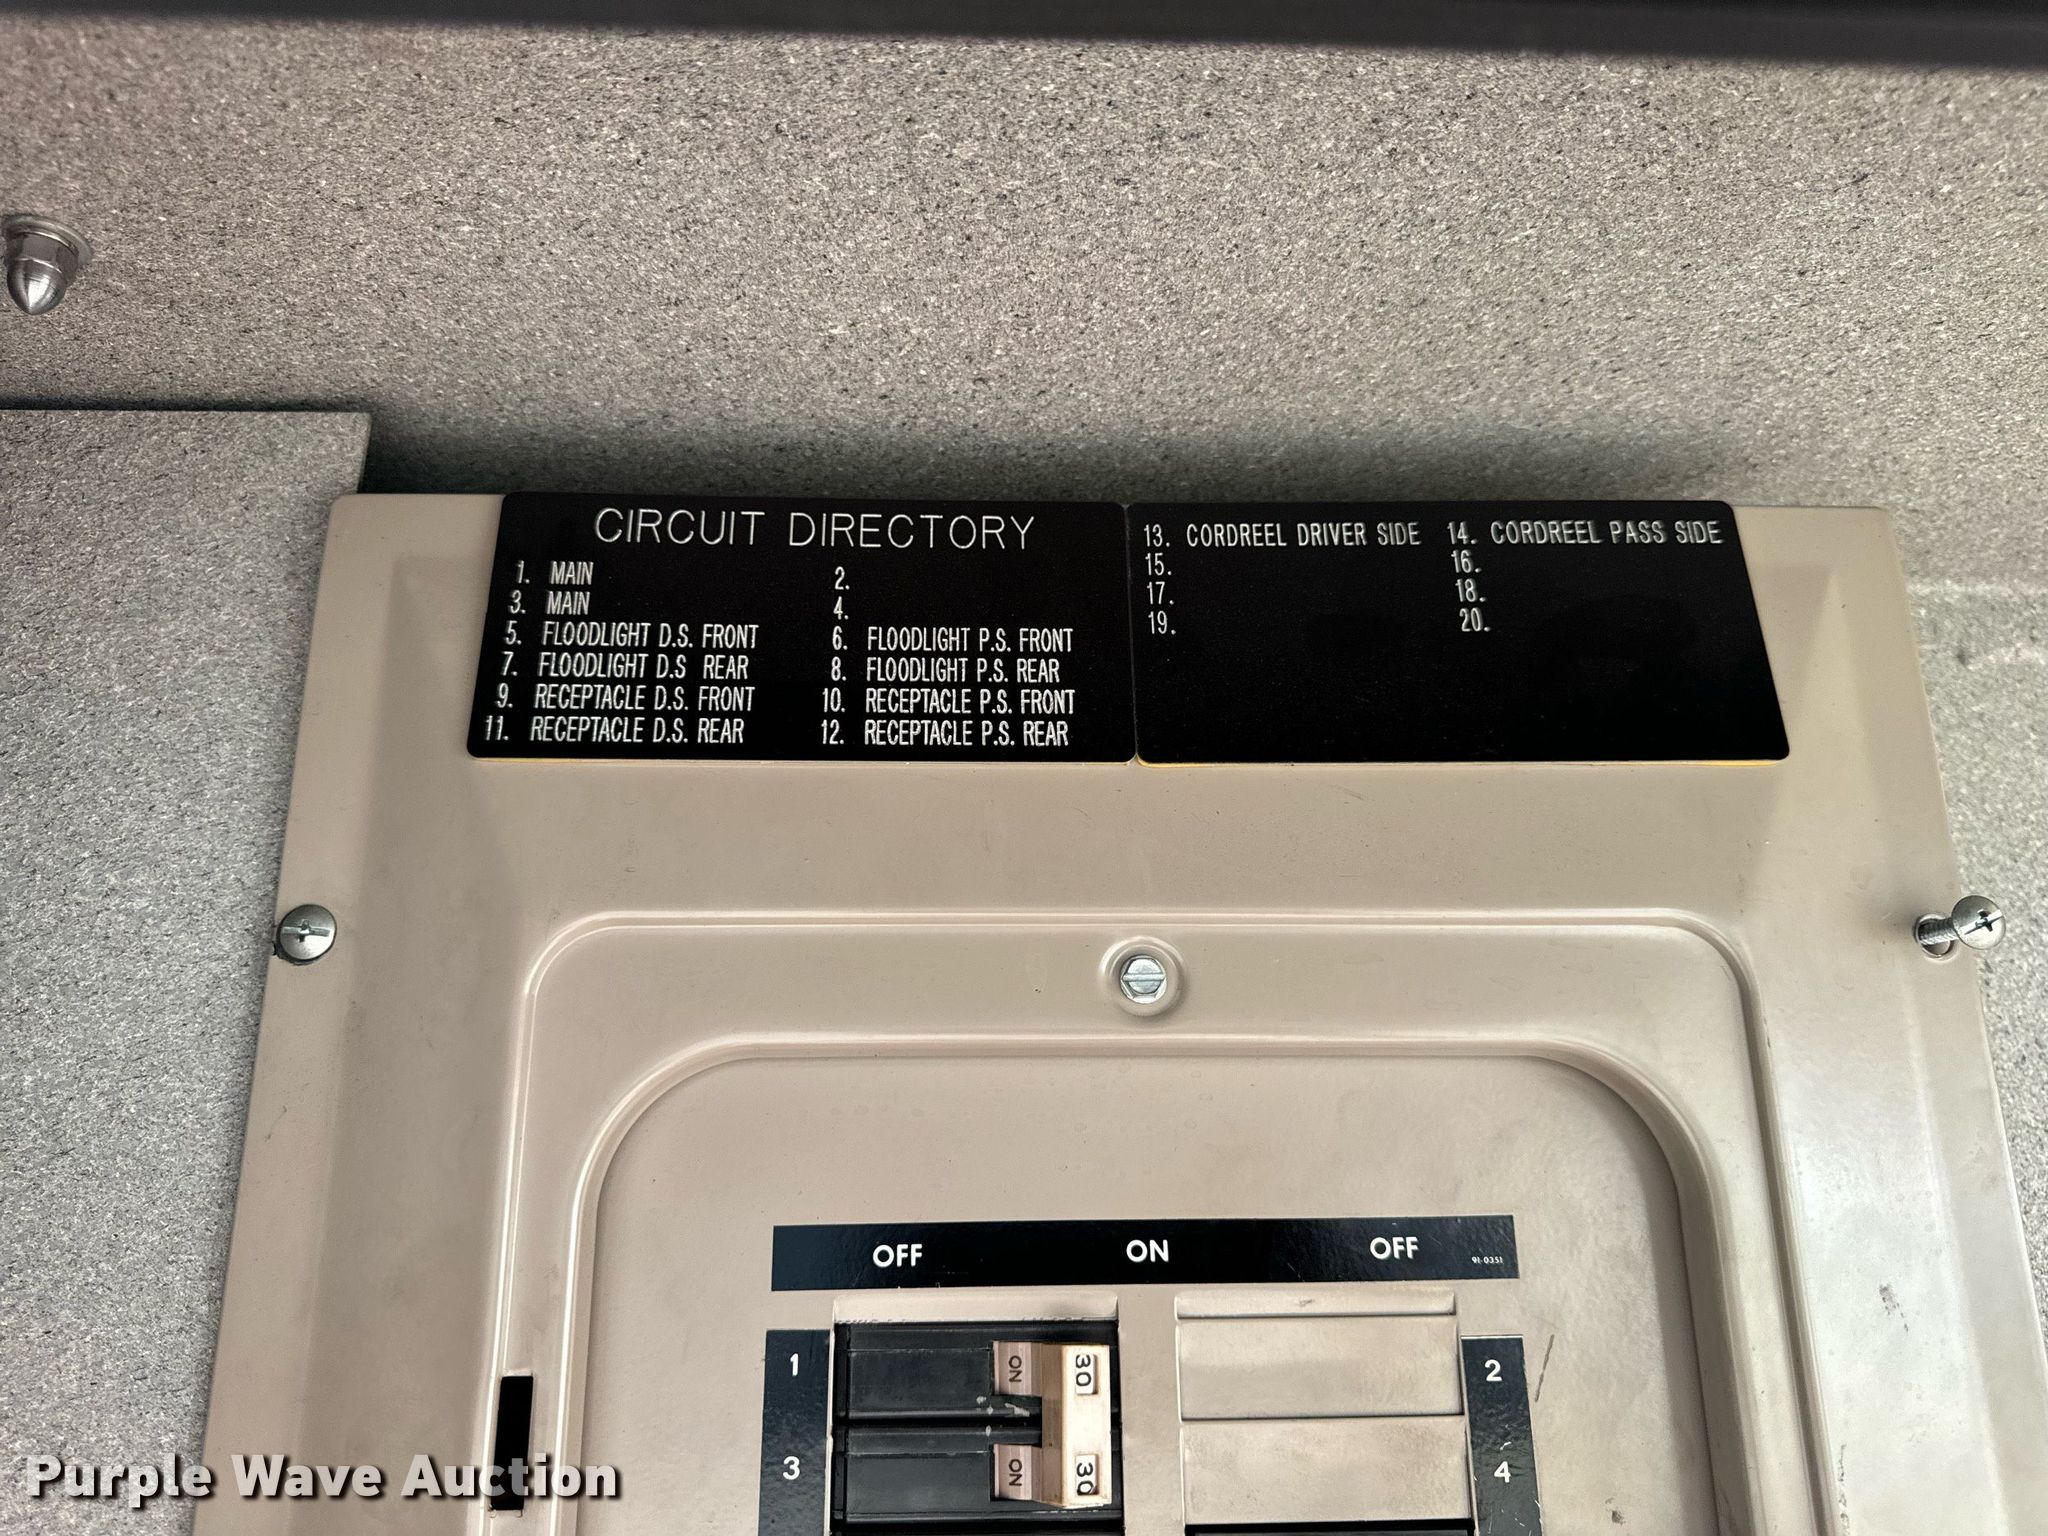 CIRCUIT DIRECTORY
1. MAIN 2.
3. MAIN 4.
5. FLOODLIGHT D.S. FRONT 6. FLOODLIGHT P.S. FRONT
7. FLOODLIGHT D.S REAR 8. FLOODLIGHT P.S. REAR
9. RECEPTACLE D.S. FRONT 10. RECEPTACLE P.S. FRONT
11. RECEPTACLE D.S. REAR 12. RECEPTACLE P.S. REAR
13. CORDREEL DRIVER SIDE 14. CORDREEL PASS SIDE
15. 16.
17. 18.
19. 20.
OFF ON OFF 91-0351
1 ON 30 2
3 ON 30 4
Purple Wave Auction